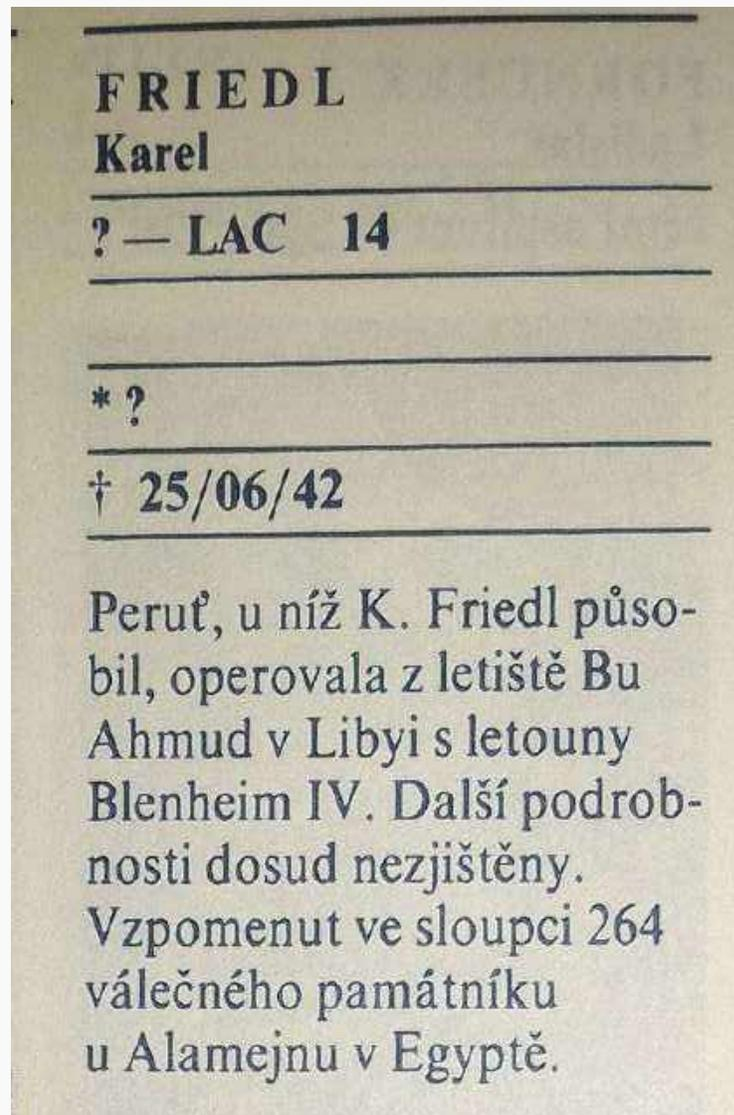 FRIEDL
Karel
? — LAC 14
* ?
† 25/06/42
Peruť, u níž K. Friedl půso-
bil, operovala z letiště Bu
Ahmud v Libyi s letouny
Blenheim IV. Další podrob-
nosti dosud nezjištěny.
Vzpomenut ve sloupci 264
válečného památníku
u Alamejnu v Egyptě.